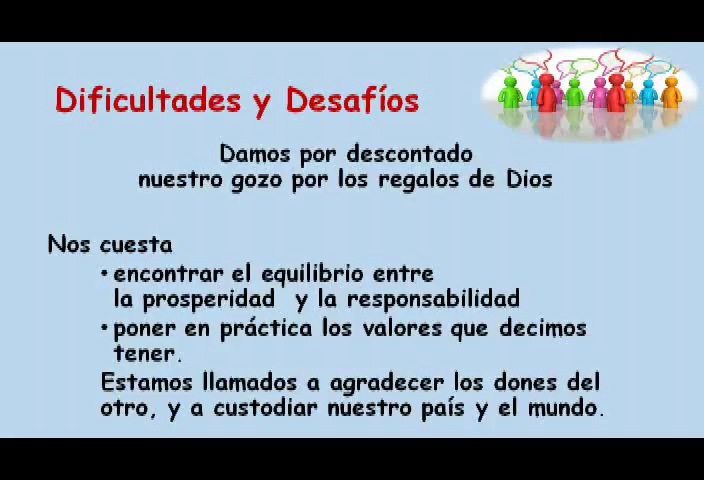 Dificultades y Desafíos
Damos por descontado
nuestro gozo por los regalos de Dios
Nos cuesta
• encontrar el equilibrio entre
la prosperidad y la responsabilidad
• poner en práctica los valores que decimos
tener.
Estamos llamados a agradecer los dones del
otro, y a custodiar nuestro país y el mundo.